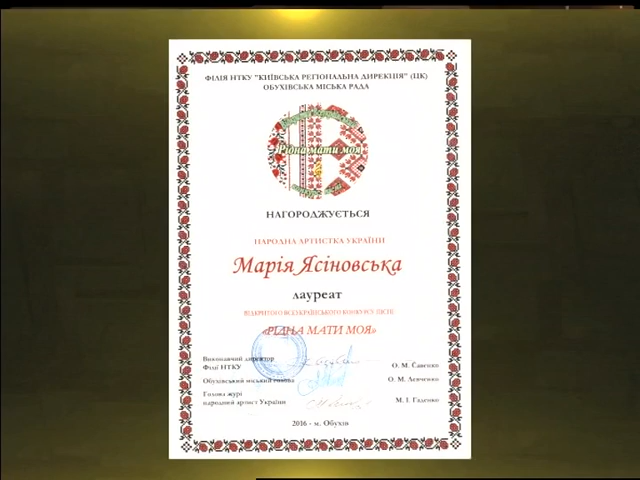 ФІЛІЯ НТКУ "КИЇВСЬКА РЕГІОНАЛЬНА ДИРЕКЦІЯ" (ЦК)
ОБУХІВСЬКА МІСЬКА РАДА
Рідна мати моя
НАГОРОДЖУЄТЬСЯ
НАРОДНА АРТИСТКА УКРАЇНИ
Марія Ясіновська
лауреат
ВІДКРИТОГО ВСЕУКРАЇНСЬКОГО КОНКУРСУ ПІСНІ
«РІДНА МАТИ МОЯ»
Виконавчий директор
Філії НТКУ
О. М. Савенко
Обухівський міський голова
О. М. Левченко
Голова журі
народний артист України
М. І. Гаденко
2016 - м. Обухів